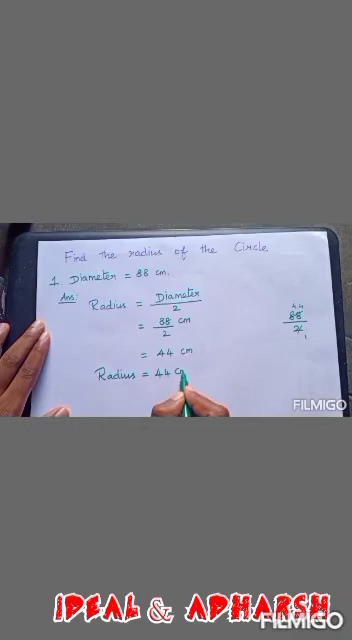 Find the radius of the Circle
1. Diameter = 88 cm.
Ans: Radius = Diameter / 2
= 88 / 2 cm
44
88 / 2
1
= 44 cm
Radius = 44 c
FILMIGO
IDEAL & ADHARSH
FILMIGO